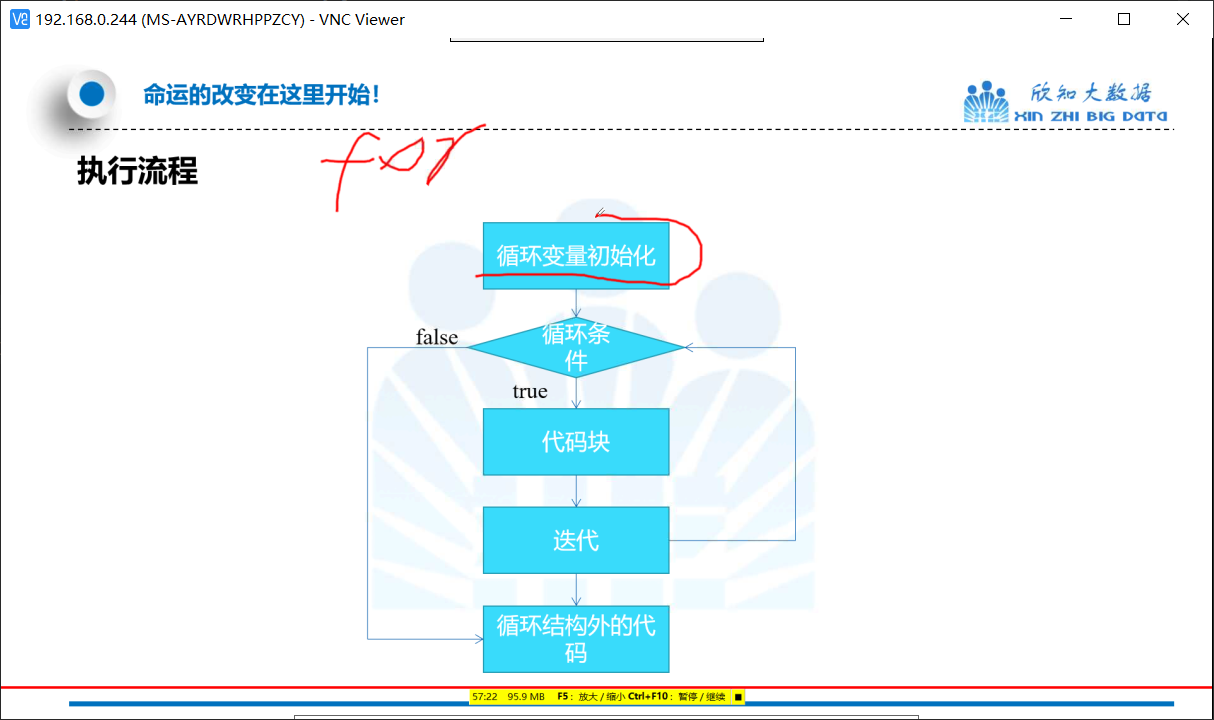 192.168.0.244 (MS-AYRDWRHPPZCY) - VNC Viewer
命运的改变在这里开始!
欣知大数据
XIN ZHI BIG DATA
执行流程
for
循环变量初始化
循环条
件
false
true
代码块
迭代
循环结构外的代
码
57:22 95.9 MB F5: 放大 / 缩小 Ctrl+F10: 暂停 / 继续